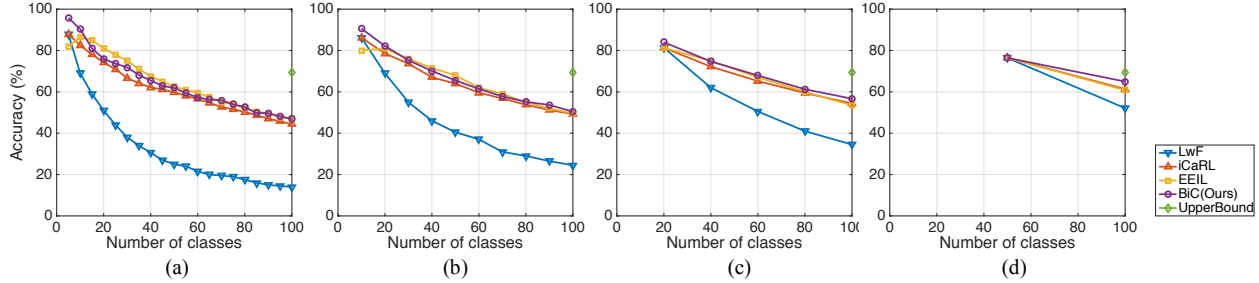 100
80
60
40
20
0
Accuracy (%)
0 20 40 60 80 100
Number of classes
(a)
100
80
60
40
20
0
0 20 40 60 80 100
Number of classes
(b)
100
80
60
40
20
0
0 20 40 60 80 100
Number of classes
(c)
100
80
60
40
20
0
0 20 40 60 80 100
Number of classes
(d)
LwF
iCaRL
EEIL
BiC(Ours)
UpperBound